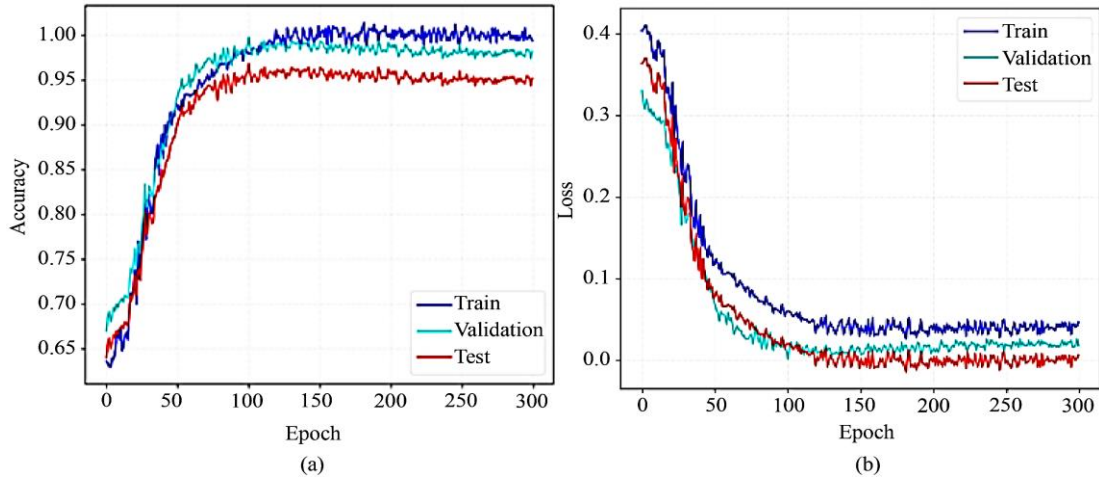 1.00
0.95
0.90
0.85
0.80
0.75
0.70
0.65
Accuracy
Train
Validation
Test
0 50 100 150 200 250 300
Epoch
(a)
0.4
0.3
0.2
0.1
0.0
Loss
Train
Validation
Test
0 50 100 150 200 250 300
Epoch
(b)